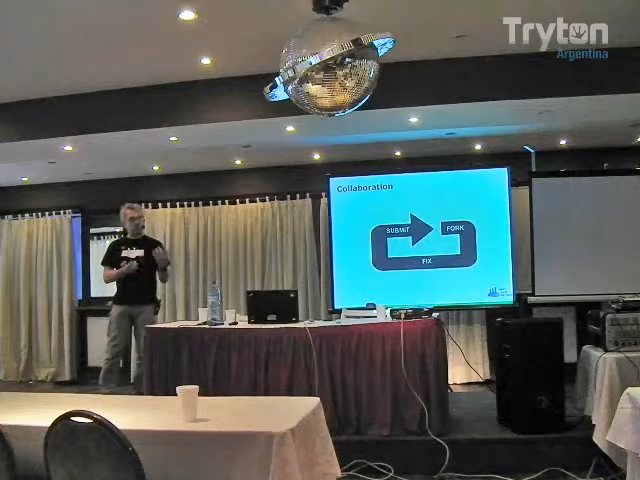 Tryton
Argentina
Collaboration
SUBMIT
FORK
FIX